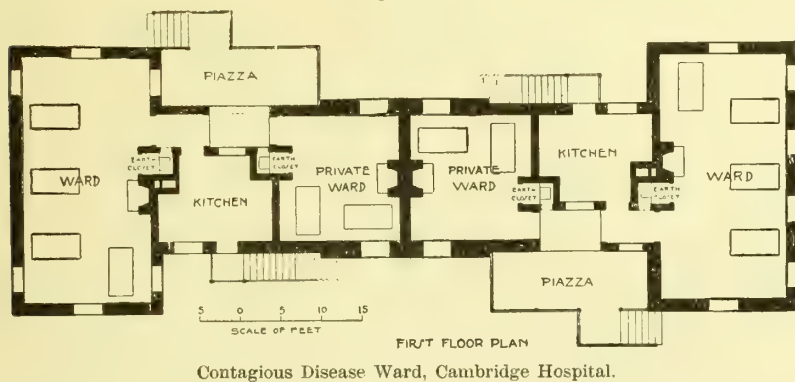 PIAZZA
WARD
EARTH CLOSET
KITCHEN
EARTH CLOSET
PRIVATE WARD
PRIVATE WARD
EARTH CLOSET
KITCHEN
EARTH CLOSET
WARD
PIAZZA
5 0 5 10 15
SCALE OF FEET
FIRST FLOOR PLAN
Contagious Disease Ward, Cambridge Hospital.